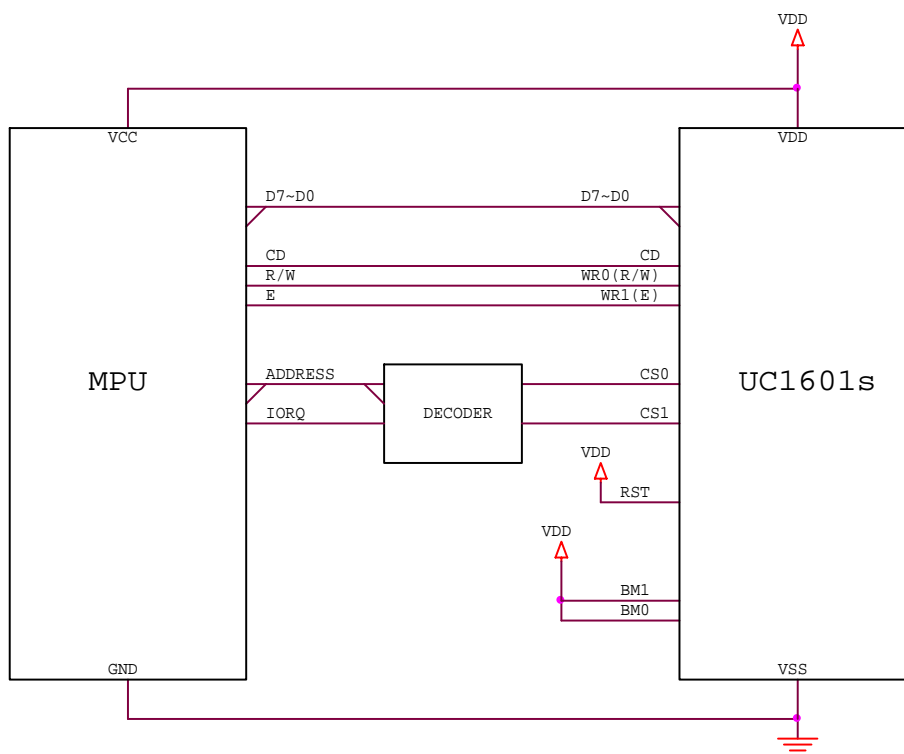 VDD
VCC VDD
D7~D0 D7~D0
CD CD
R/W WR0(R/W)
E WR1(E)
MPU ADDRESS CS0 UC1601s
IORQ DECODER CS1
VDD
RST
VDD
BM1
BM0
GND VSS